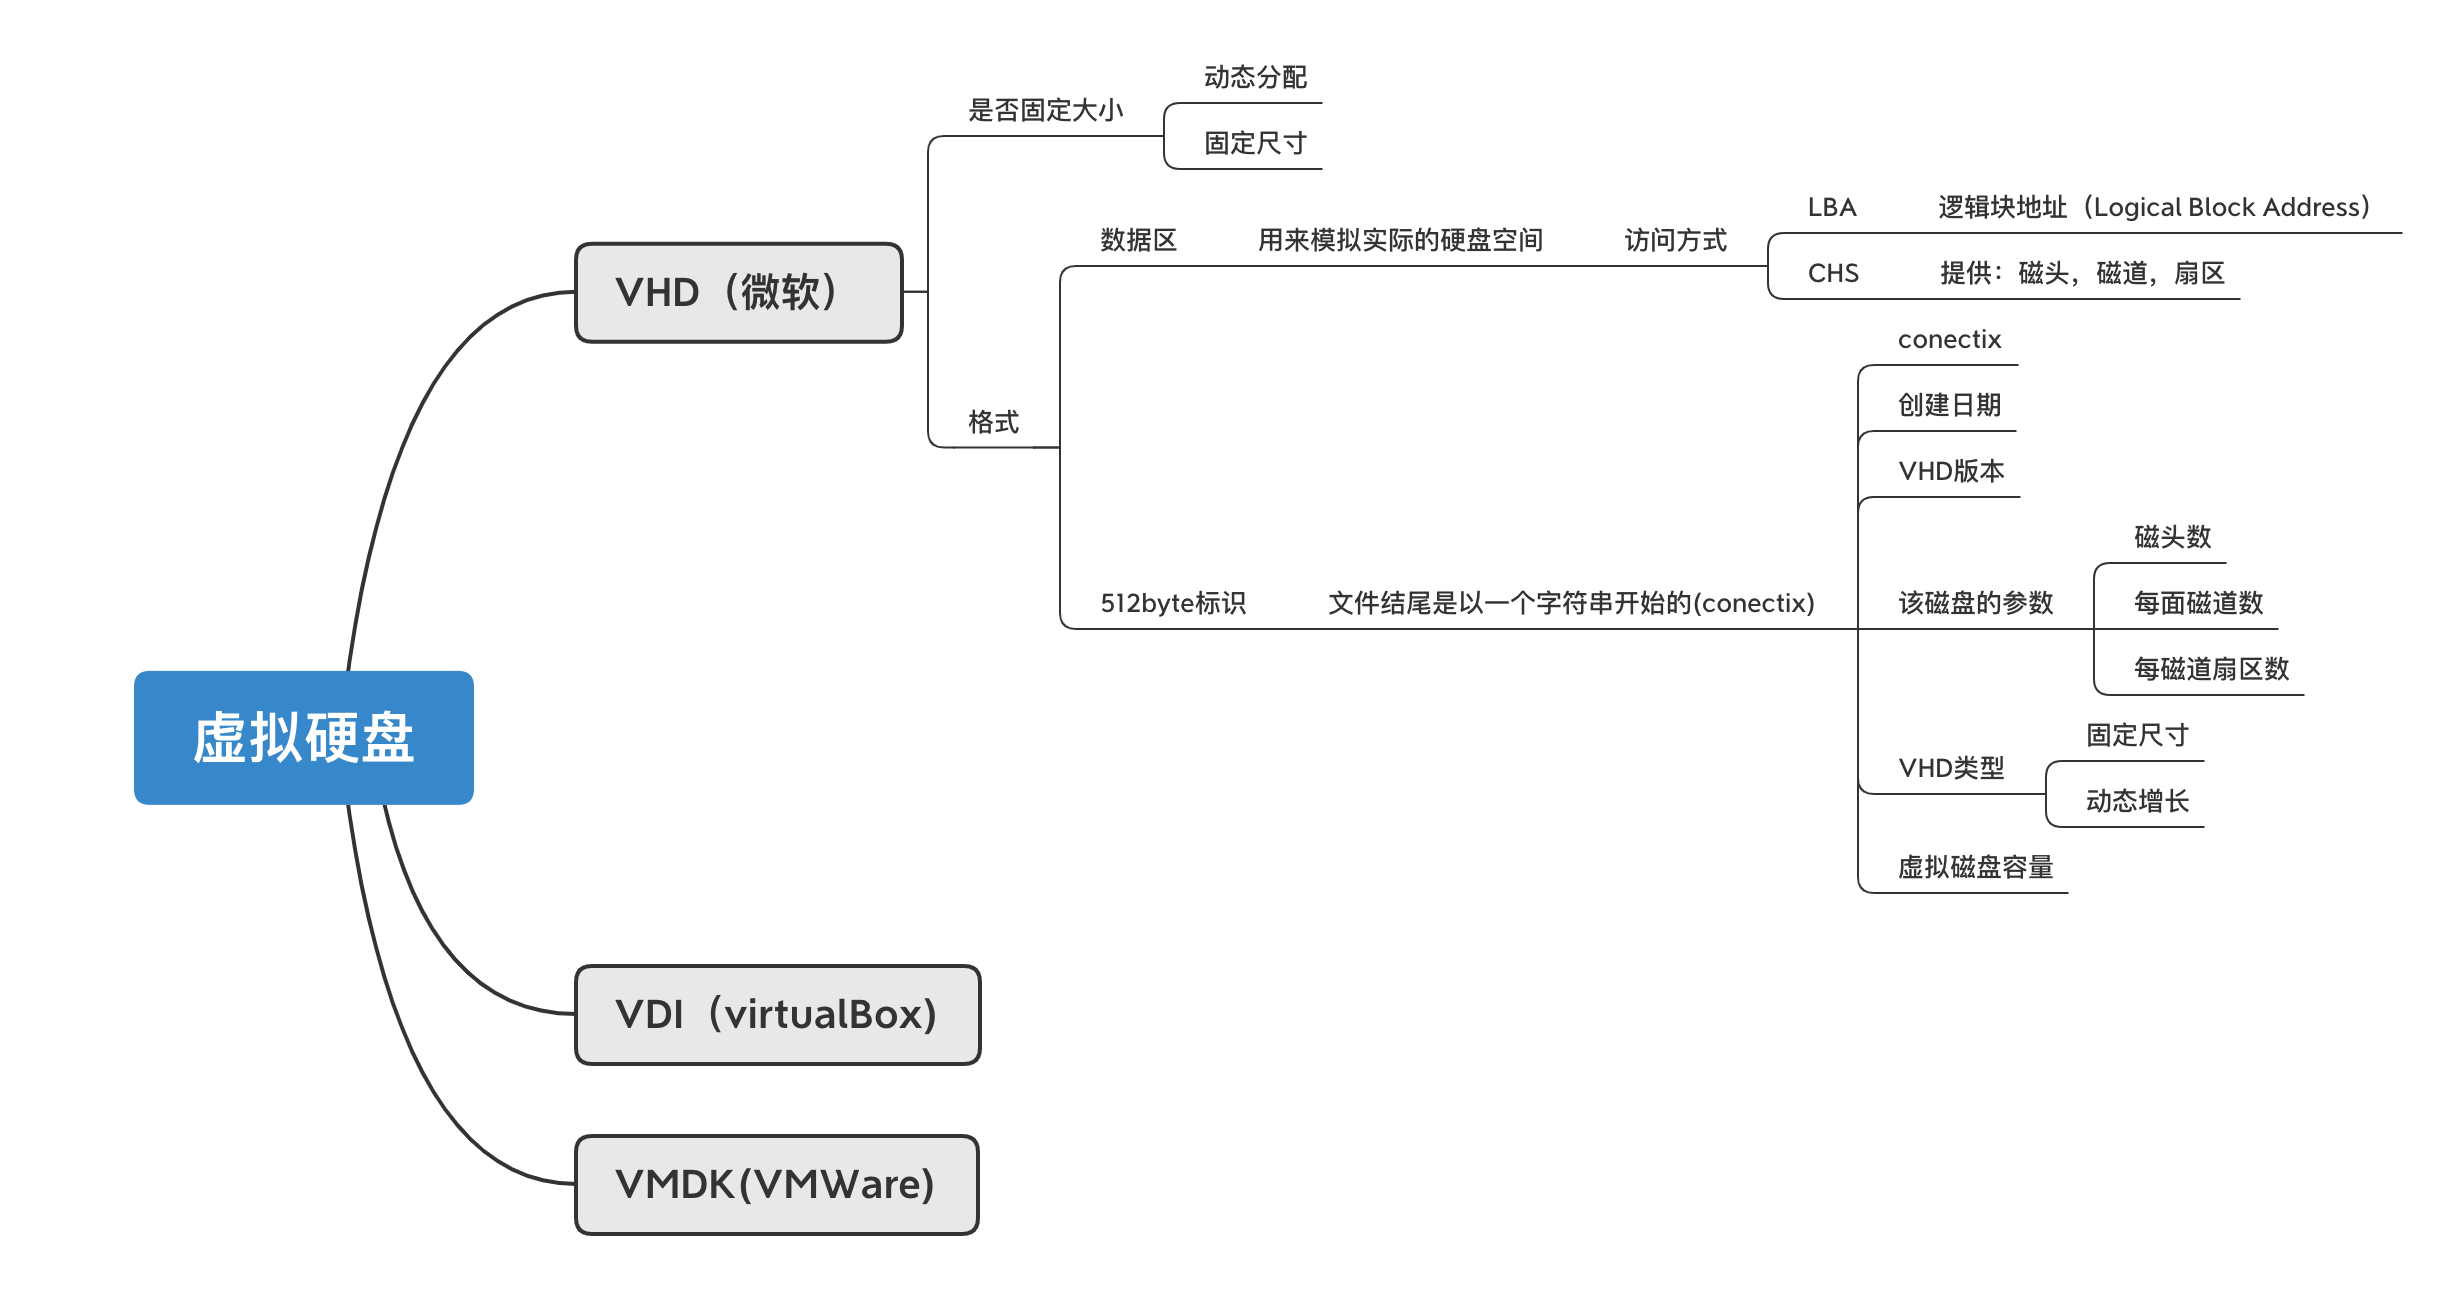 动态分配
是否固定大小
固定尺寸
LBA 逻辑块地址（Logical Block Address）
数据区 用来模拟实际的硬盘空间 访问方式
CHS 提供：磁头，磁道，扇区
VHD（微软）
conectix
创建日期
格式
VHD版本
磁头数
512byte标识 文件结尾是以一个字符串开始的(conectix) 该磁盘的参数 每面磁道数
每磁道扇区数
虚拟硬盘
固定尺寸
VHD类型
动态增长
虚拟磁盘容量
VDI（virtualBox)
VMDK(VMWare)